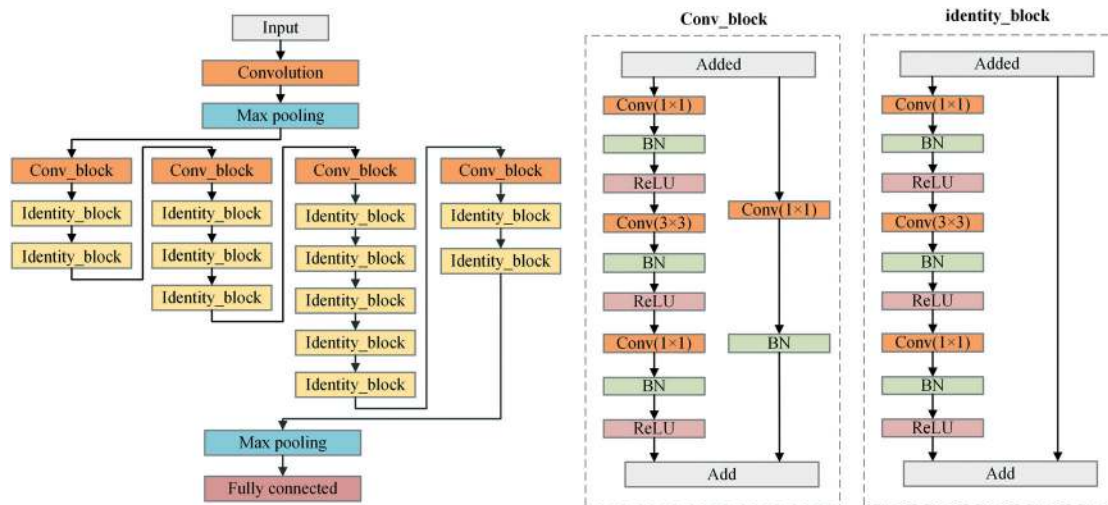 Input
Convolution
Max pooling
Conv_block
Identity_block
Identity_block
Conv_block
Identity_block
Identity_block
Identity_block
Conv_block
Identity_block
Identity_block
Identity_block
Identity_block
Identity_block
Conv_block
Identity_block
Identity_block
Max pooling
Fully connected
Conv_block
Added
Conv(1×1)
BN
ReLU
Conv(3×3)
BN
ReLU
Conv(1×1)
BN
ReLU
Conv(1×1)
BN
Add
identity_block
Added
Conv(1×1)
BN
ReLU
Conv(3×3)
BN
ReLU
Conv(1×1)
BN
ReLU
Add